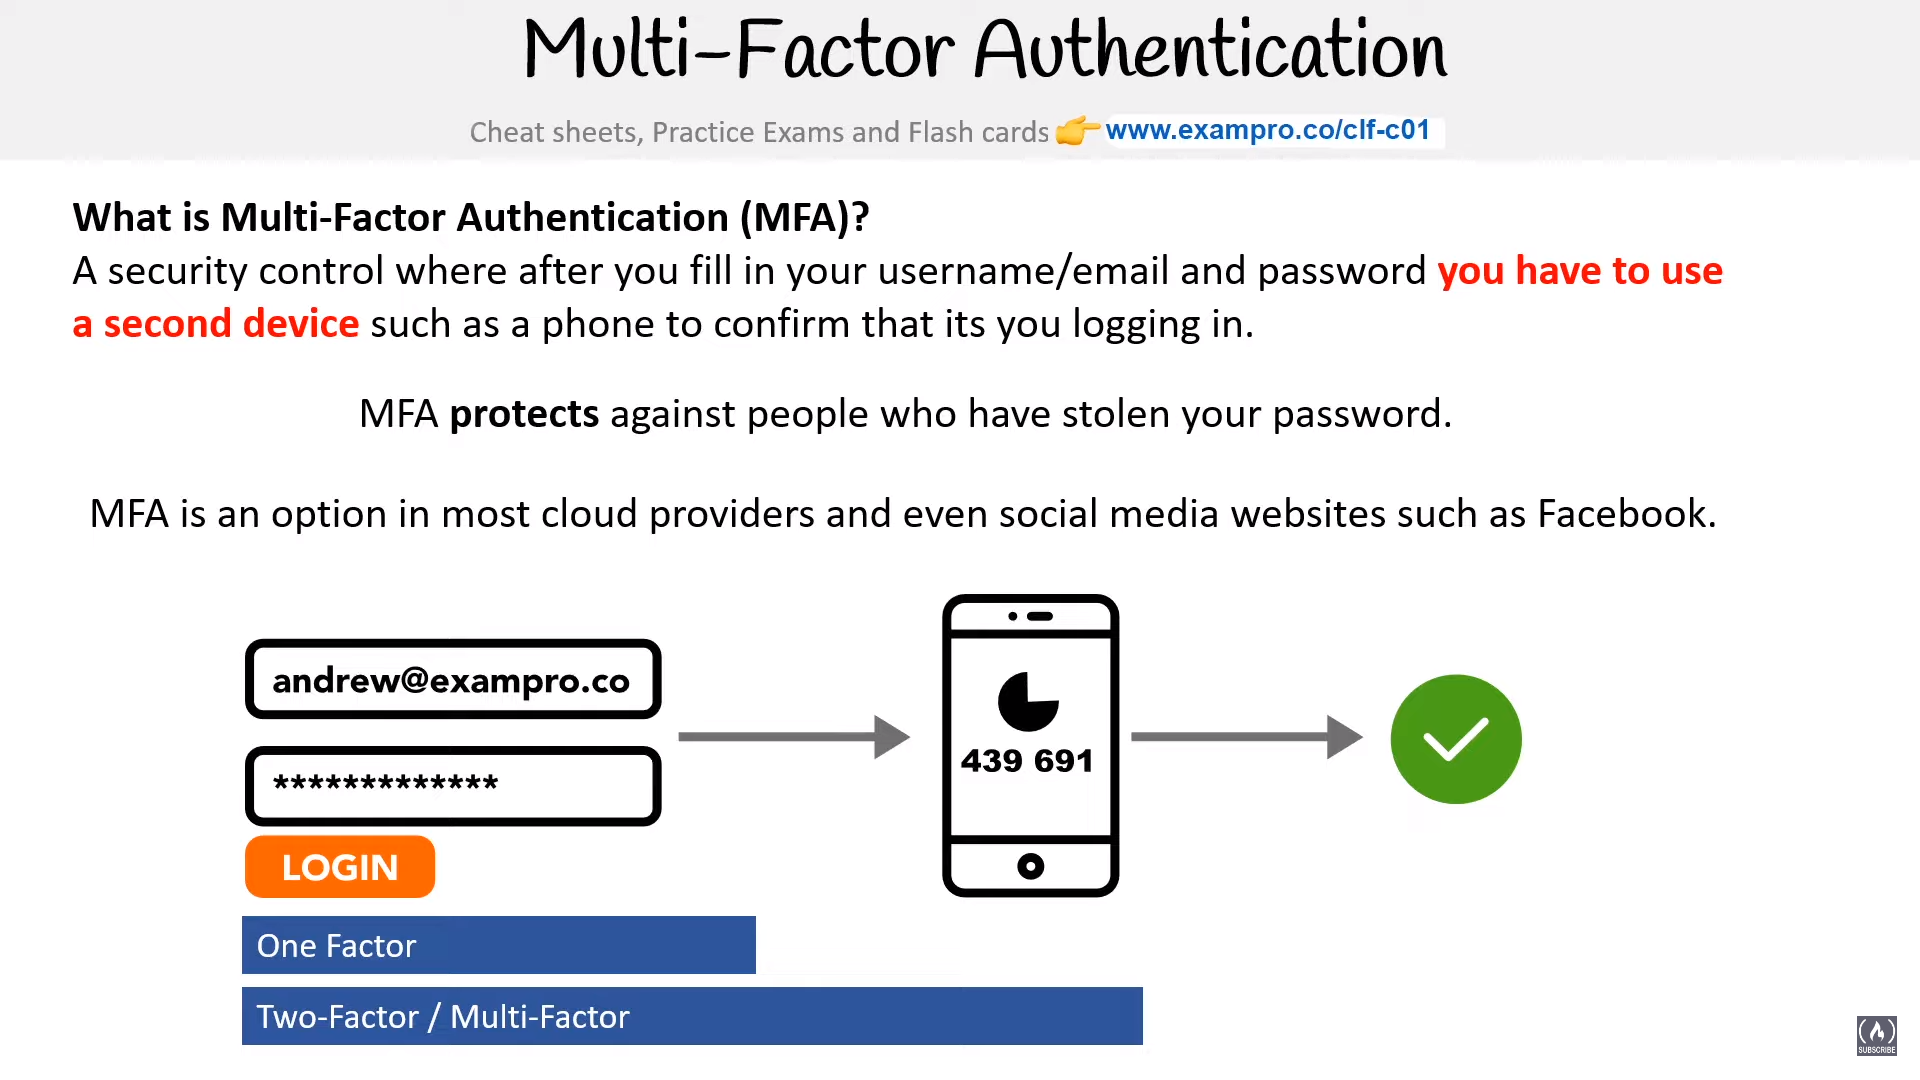 Multi-Factor Authentication
Cheat sheets, Practice Exams and Flash cards 👉 www.exampro.co/clf-c01
What is Multi-Factor Authentication (MFA)?
A security control where after you fill in your username/email and password you have to use
a second device such as a phone to confirm that its you logging in.
MFA protects against people who have stolen your password.
MFA is an option in most cloud providers and even social media websites such as Facebook.
andrew@exampro.co
*************
439 691
LOGIN
One Factor
Two-Factor / Multi-Factor
SUBSCRIBE